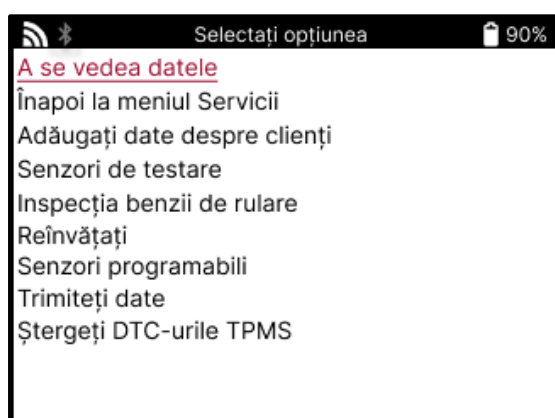 Selectați opțiunea 90%
A se vedea datele
Înapoi la meniul Servicii
Adăugați date despre clienți
Senzori de testare
Inspecția benzii de rulare
Reînvățați
Senzori programabili
Trimiteți date
Ștergeți DTC-urile TPMS